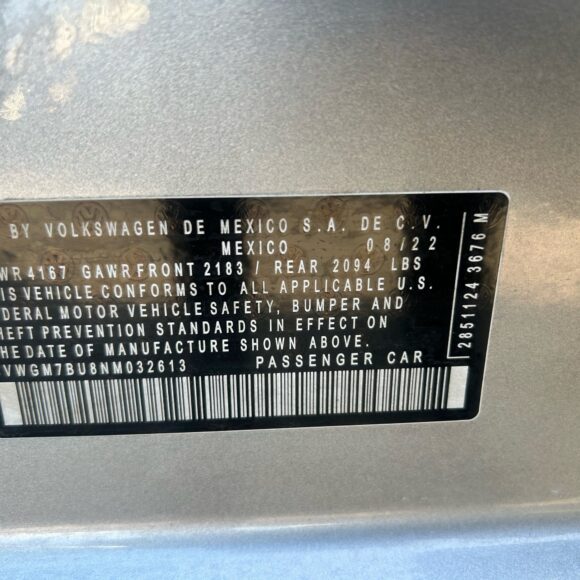 BY VOLKSWAGEN DE MEXICO S.A. DE C.V.
MEXICO 08/22
WR 4167 GAWR FRONT 2183 / REAR 2094 LBS
IS VEHICLE CONFORMS TO ALL APPLICABLE U.S.
DERAL MOTOR VEHICLE SAFETY, BUMPER AND
HEFT PREVENTION STANDARDS IN EFFECT ON
THE DATE OF MANUFACTURE SHOWN ABOVE.
VWGM7BU8NM032613 PASSENGER CAR
2851124 3676 M